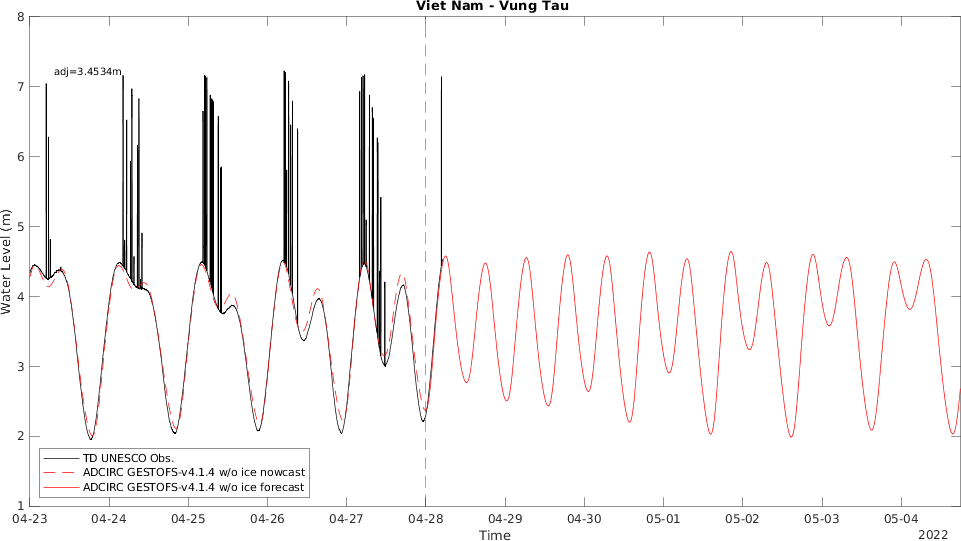 Viet Nam - Vung Tau
8
adj=3.4534m
7
6
5
4
3
2
1
Water Level (m)
TD UNESCO Obs.
ADCIRC GESTOFS-v4.1.4 w/o ice nowcast
ADCIRC GESTOFS-v4.1.4 w/o ice forecast
04-23 04-24 04-25 04-26 04-27 04-28 04-29 04-30 05-01 05-02 05-03 05-04
Time
2022